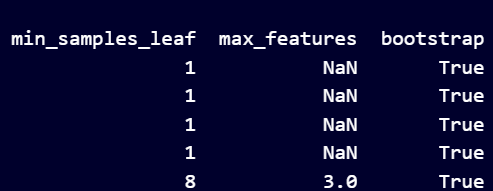 min_samples_leaf max_features bootstrap
1 NaN True
1 NaN True
1 NaN True
1 NaN True
8 3.0 True